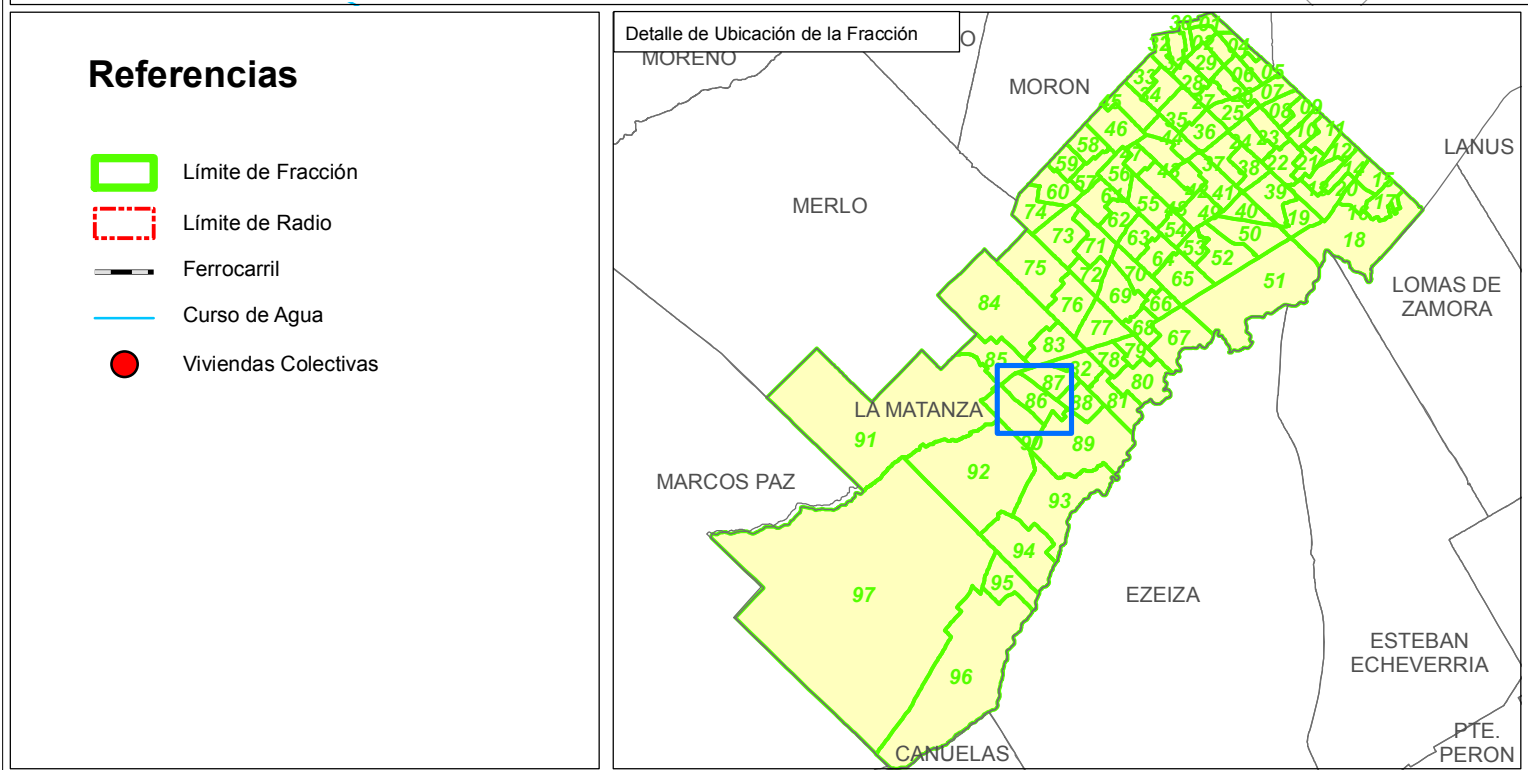 Referencias
Límite de Fracción
Límite de Radio
Ferrocarril
Curso de Agua
Viviendas Colectivas
Detalle de Ubicación de la Fracción
O
MORENO
MORON
LANUS
MERLO
LOMAS DE
ZAMORA
LA MATANZA
MARCOS PAZ
EZEIZA
ESTEBAN
ECHEVERRIA
PTE.
PERON
CANUELAS
30 01
32 02 04
29 05
33 28 06 07
34 27 08 09
45 35 25 10 11
46 36 23 12
58 44 24 22 21 14
59 47 37 38 15
57 56 48 39 20 17
60 61 41 16
74 55 49 40 19 18
62 54 50
73 71 63 53 52
75 72 70 64 65 51
84 76 69 66
77 68 67
83 79
85 78
82 80
87
86 88 81
91 90 89
92
93
94
95
97
96